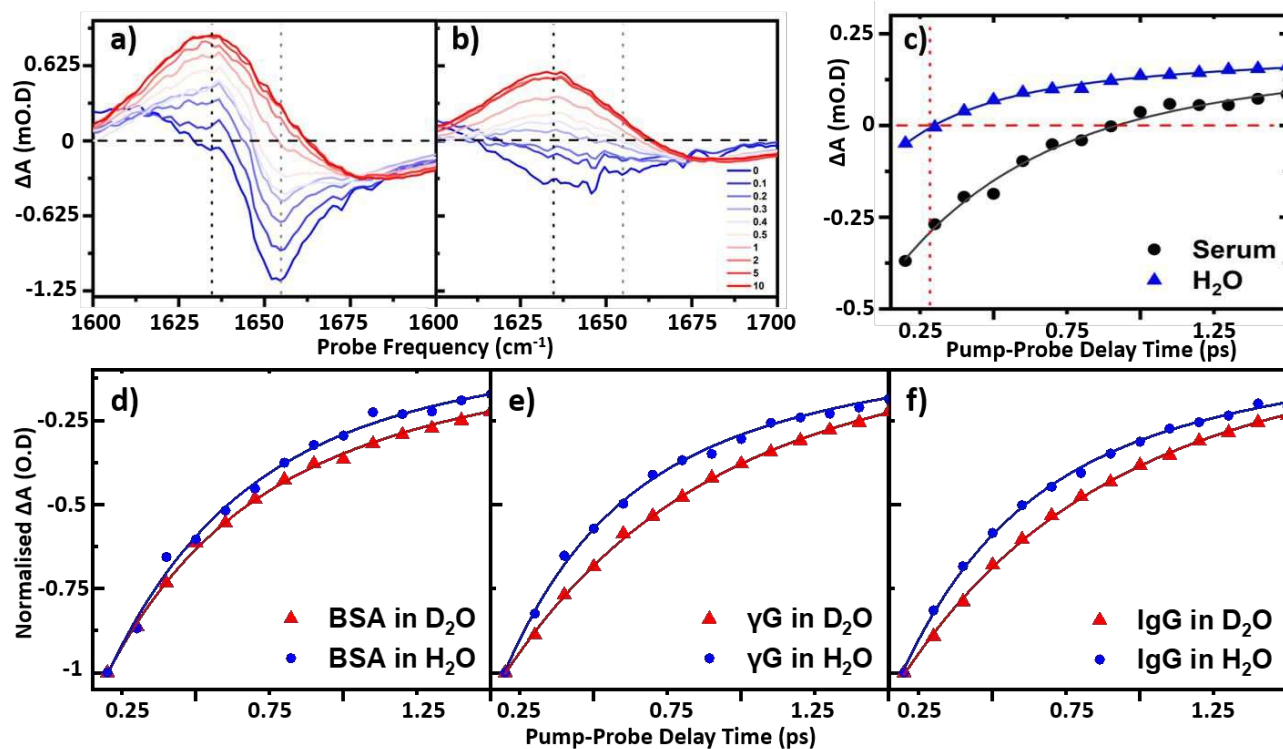 a)
b)
c)
ΔA (mO.D)
0.625
0
-0.625
-1.25
0
0.1
0.2
0.3
0.4
0.5
1
2
5
10
1600 1625 1650 1675 1600 1625 1650 1675 1700
Probe Frequency (cm-1)
ΔA (mO.D)
0.25
0
-0.25
-0.5
Serum
H2O
0.25 0.75 1.25
Pump-Probe Delay Time (ps)
d)
e)
f)
Normalised ΔA (O.D)
-0.25
-0.5
-0.75
-1
BSA in D2O
BSA in H2O
γG in D2O
γG in H2O
IgG in D2O
IgG in H2O
0.25 0.75 1.25 0.25 0.75 1.25 0.25 0.75 1.25
Pump-Probe Delay Time (ps)